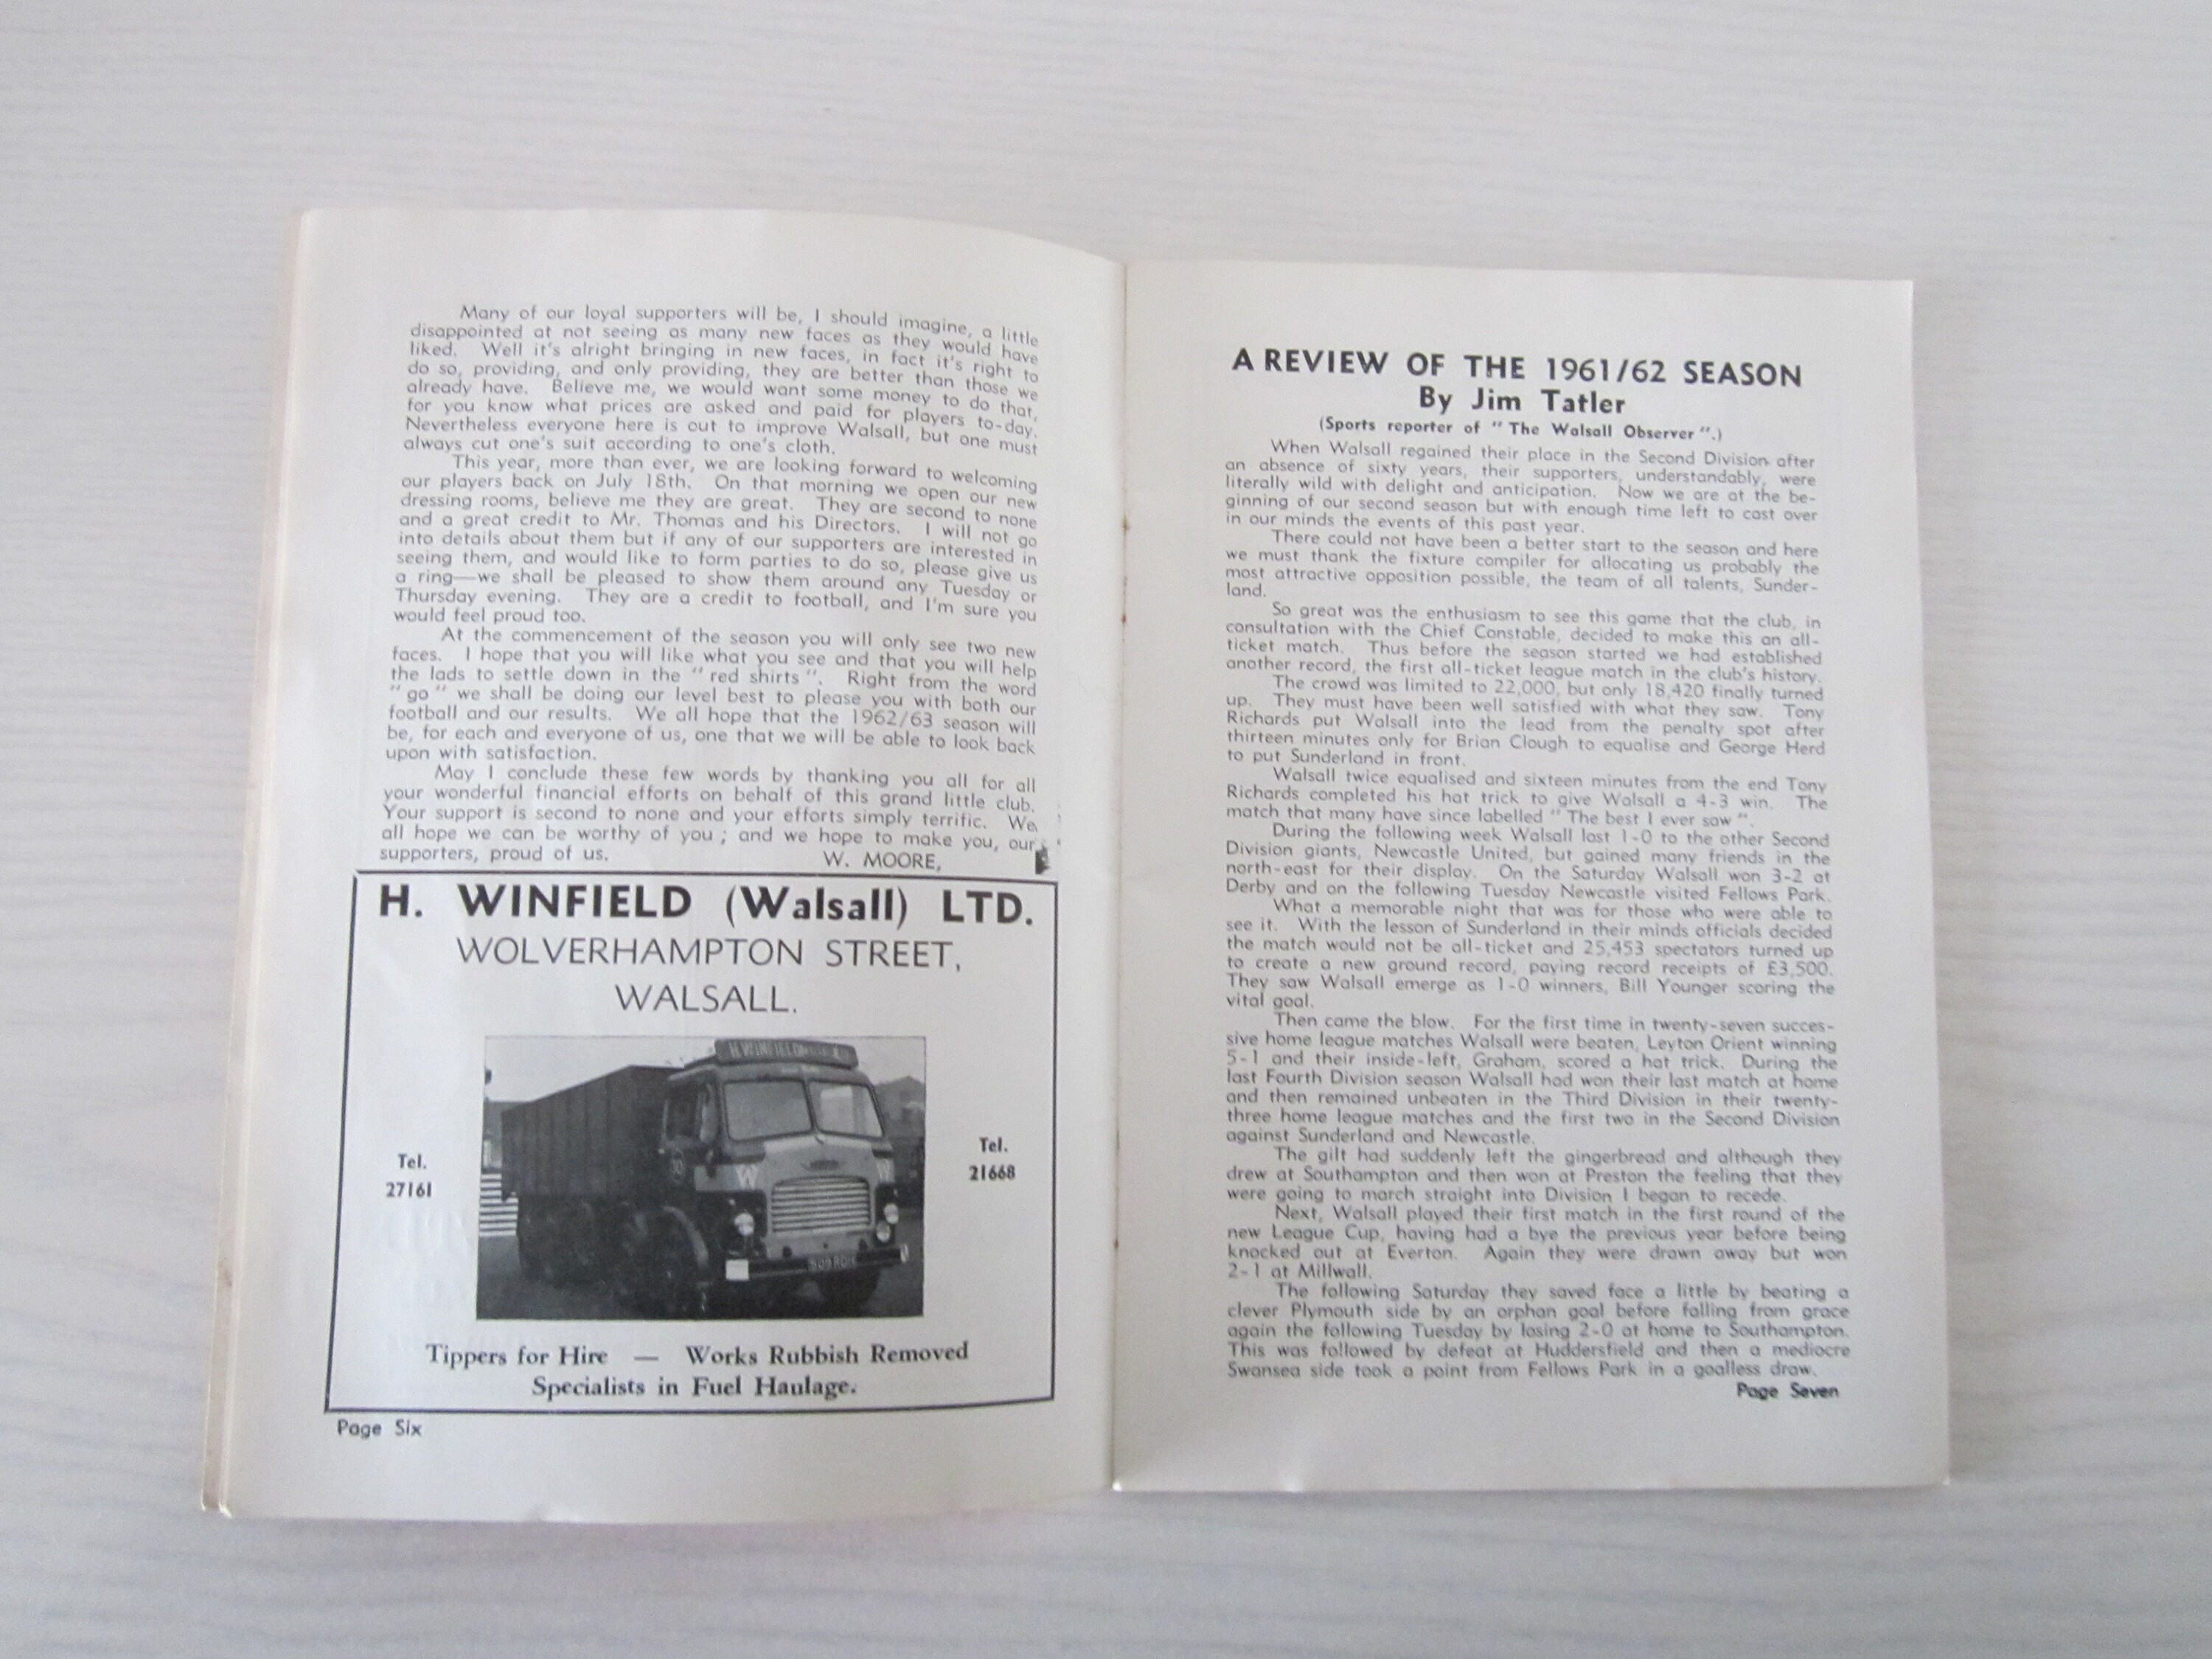 Many of our loyal supporters will be, I should imagine, a little
disappointed at not seeing as many new faces as they would have
liked. Well it's alright bringing in new faces, in fact it's right to
do so, providing, and only providing, they are better than those we
already have. Believe me, we would want some money to do that,
for you know what prices are asked and paid for players to-day.
Nevertheless everyone here is out to improve Walsall, but one must
always cut one's suit according to one's cloth.
This year, more than ever, we are looking forward to welcoming
our players back on July 18th. On that morning we open our new
dressing rooms, believe me they are great. They are second to none
and a great credit to Mr. Thomas and his Directors. I will not go
into details about them but if any of our supporters are interested in
seeing them, and would like to form parties to do so, please give us
a ring—we shall be pleased to show them around any Tuesday or
Thursday evening. They are a credit to football, and I'm sure you
would feel proud too.
At the commencement of the season you will only see two new
faces. I hope that you will like what you see and that you will help
the lads to settle down in the "red shirts". Right from the word
"go" we shall be doing our level best to please you with both our
football and our results. We all hope that the 1962/63 season will
be, for each and everyone of us, one that we will be able to look back
upon with satisfaction.
May I conclude these few words by thanking you all for all
your wonderful financial efforts on behalf of this grand little club.
Your support is second to none and your efforts simply terrific. We
all hope we can be worthy of you; and we hope to make you, our
supporters, proud of us. W. MOORE,
H. WINFIELD (Walsall) LTD.
WOLVERHAMPTON STREET,
WALSALL.
Tel.
27161
Tel.
21668
Tippers for Hire — Works Rubbish Removed
Specialists in Fuel Haulage.
Page Six
A REVIEW OF THE 1961/62 SEASON
By Jim Tatler
(Sports reporter of "The Walsall Observer".)
When Walsall regained their place in the Second Division after
an absence of sixty years, their supporters, understandably, were
literally wild with delight and anticipation. Now we are at the be-
ginning of our second season but with enough time left to cast over
in our minds the events of this past year.
There could not have been a better start to the season and here
we must thank the fixture compiler for allocating us probably the
most attractive opposition possible, the team of all talents, Sunder-
land.
So great was the enthusiasm to see this game that the club, in
consultation with the Chief Constable, decided to make this an all-
ticket match. Thus before the season started we had established
another record, the first all-ticket league match in the club's history.
The crowd was limited to 22,000, but only 18,420 finally turned
up. They must have been well satisfied with what they saw. Tony
Richards put Walsall into the lead from the penalty spot after
thirteen minutes only for Brian Clough to equalise and George Herd
to put Sunderland in front.
Walsall twice equalised and sixteen minutes from the end Tony
Richards completed his hat trick to give Walsall a 4-3 win. The
match that many have since labelled "The best I ever saw".
During the following week Walsall lost 1-0 to the other Second
Division giants, Newcastle United, but gained many friends in the
north-east for their display. On the Saturday Walsall won 3-2 at
Derby and on the following Tuesday Newcastle visited Fellows Park.
What a memorable night that was for those who were able to
see it. With the lesson of Sunderland in their minds officials decided
the match would not be all-ticket and 25,453 spectators turned up
to create a new ground record, paying record receipts of £3,500.
They saw Walsall emerge as 1-0 winners, Bill Younger scoring the
vital goal.
Then came the blow. For the first time in twenty-seven succes-
sive home league matches Walsall were beaten, Leyton Orient winning
5-1 and their inside-left, Graham, scored a hat trick. During the
last Fourth Division season Walsall had won their last match at home
and then remained unbeaten in the Third Division in their twenty-
three home league matches and the first two in the Second Division
against Sunderland and Newcastle.
The gilt had suddenly left the gingerbread and although they
drew at Southampton and then won at Preston the feeling that they
were going to march straight into Division I began to recede.
Next, Walsall played their first match in the first round of the
new League Cup, having had a bye the previous year before being
knocked out at Everton. Again they were drawn away but won
2-1 at Millwall.
The following Saturday they saved face a little by beating a
clever Plymouth side by an orphan goal before falling from grace
again the following Tuesday by losing 2-0 at home to Southampton.
This was followed by defeat at Huddersfield and then a mediocre
Swansea side took a point from Fellows Park in a goalless draw.
Page Seven